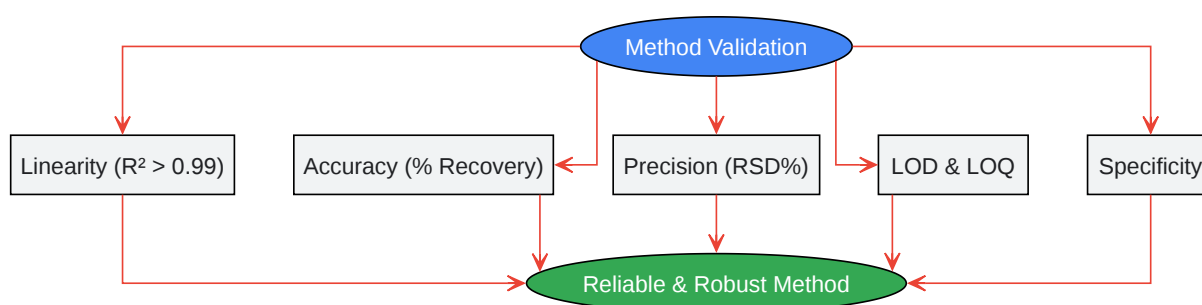 Method Validation
Linearity (R² > 0.99)
Accuracy (% Recovery)
Precision (RSD%)
LOD & LOQ
Specificity
Reliable & Robust Method